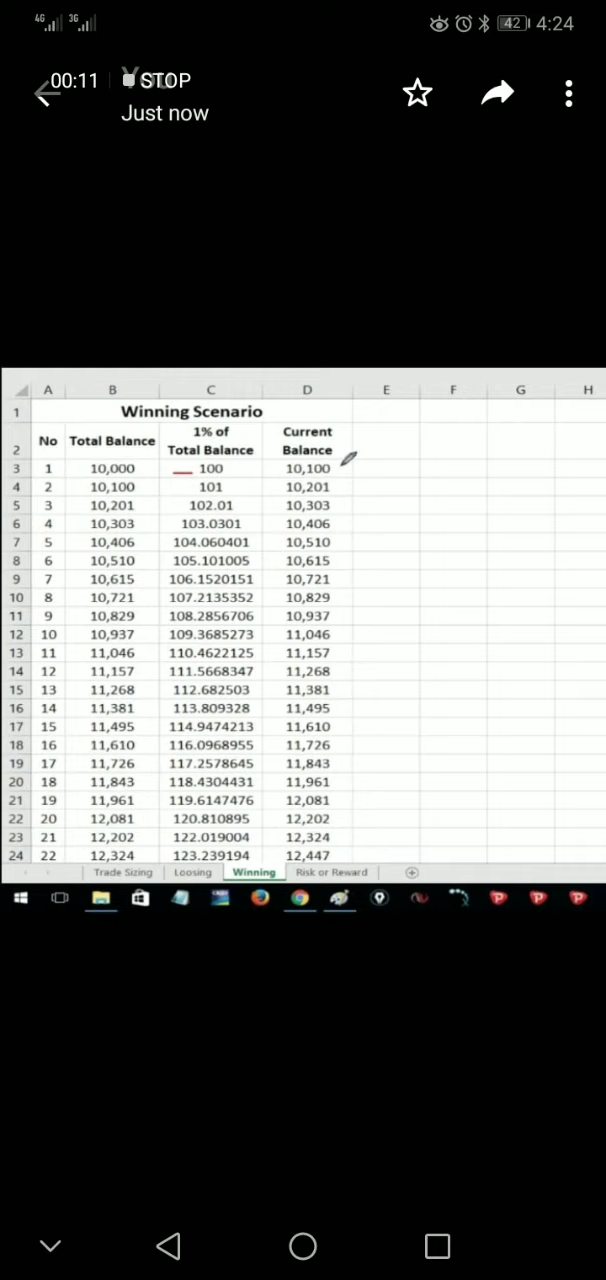 4G 3G 42 4:24
00:11 STOP
Just now
A B C D E F G H
1 Winning Scenario
2 No Total Balance 1% of Total Balance Current Balance
3 1 10,000 100 10,100
4 2 10,100 101 10,201
5 3 10,201 102.01 10,303
6 4 10,303 103.0301 10,406
7 5 10,406 104.060401 10,510
8 6 10,510 105.101005 10,615
9 7 10,615 106.1520151 10,721
10 8 10,721 107.2135352 10,829
11 9 10,829 108.2856706 10,937
12 10 10,937 109.3685273 11,046
13 11 11,046 110.4622125 11,157
14 12 11,157 111.5668347 11,268
15 13 11,268 112.682503 11,381
16 14 11,381 113.809328 11,495
17 15 11,495 114.9474213 11,610
18 16 11,610 116.0968955 11,726
19 17 11,726 117.2578645 11,843
20 18 11,843 118.4304431 11,961
21 19 11,961 119.6147476 12,081
22 20 12,081 120.810895 12,202
23 21 12,202 122.019004 12,324
24 22 12,324 123.239194 12,447
Trade Sizing Loosing Winning Risk or Reward